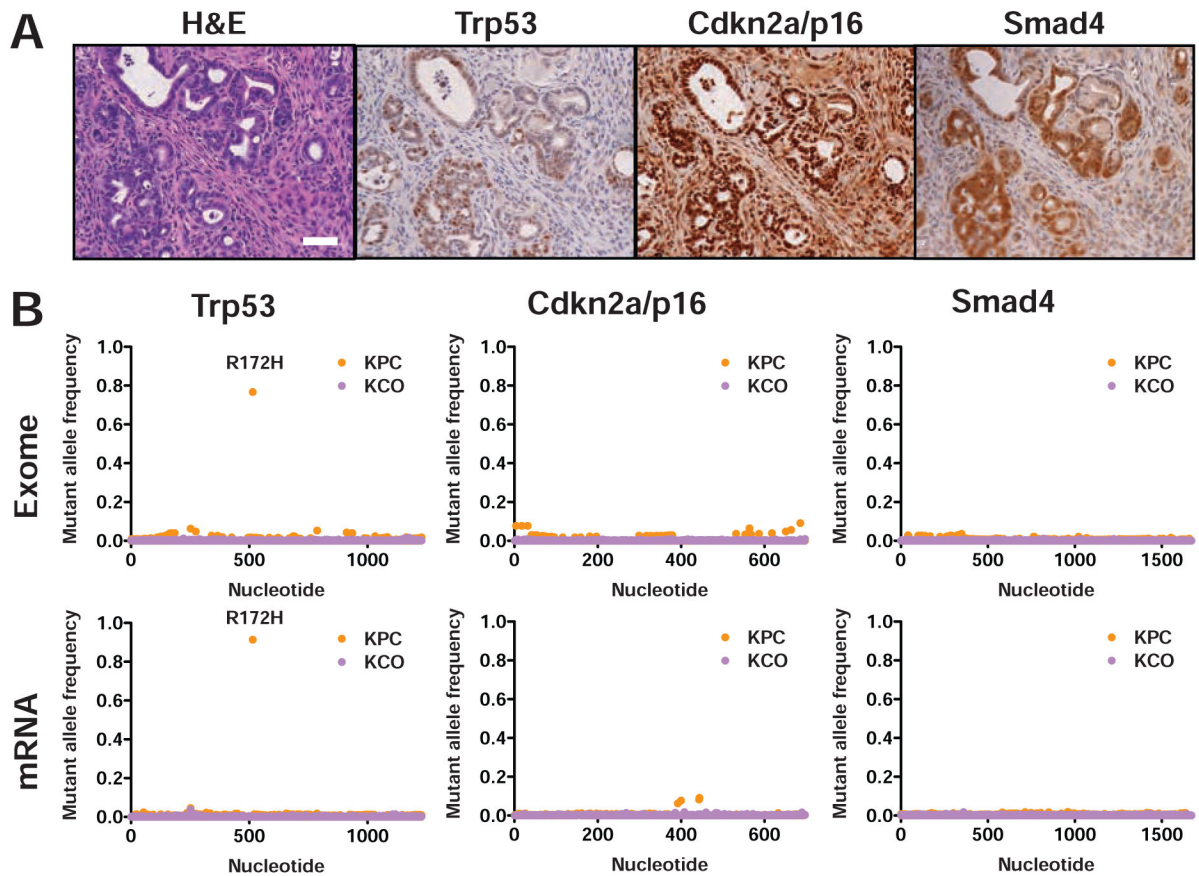 A
H&E
Trp53
Cdkn2a/p16
Smad4
B
Trp53
Cdkn2a/p16
Smad4
Exome
Mutant allele frequency
1.0
0.8
0.6
0.4
0.2
0.0
R172H
KPC
KCO
0
500
1000
Nucleotide
Mutant allele frequency
1.0
0.8
0.6
0.4
0.2
0.0
KPC
KCO
0
200
400
600
Nucleotide
Mutant allele frequency
1.0
0.8
0.6
0.4
0.2
0.0
KPC
KCO
0
500
1000
1500
Nucleotide
mRNA
Mutant allele frequency
1.0
0.8
0.6
0.4
0.2
0.0
R172H
KPC
KCO
0
500
1000
Nucleotide
Mutant allele frequency
1.0
0.8
0.6
0.4
0.2
0.0
KPC
KCO
0
200
400
600
Nucleotide
Mutant allele frequency
1.0
0.8
0.6
0.4
0.2
0.0
KPC
KCO
0
500
1000
1500
Nucleotide